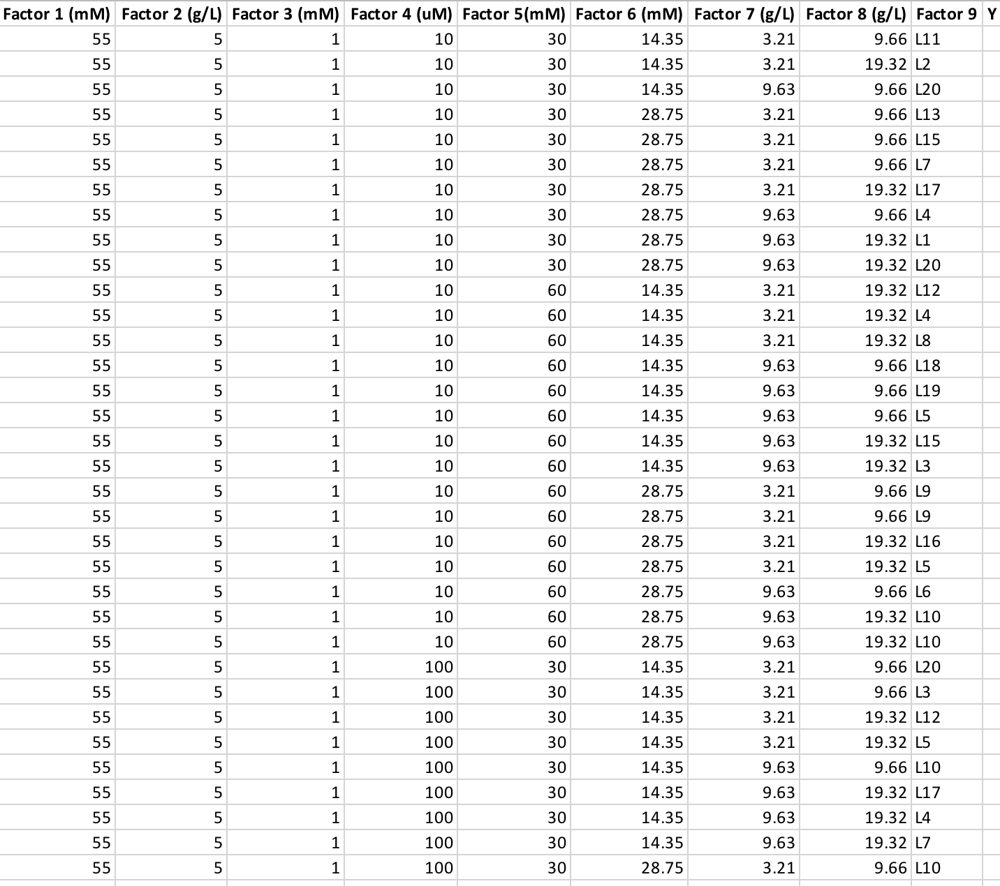 Factor 1 (mM) Factor 2 (g/L) Factor 3 (mM) Factor 4 (uM) Factor 5(mM) Factor 6 (mM) Factor 7 (g/L) Factor 8 (g/L) Factor 9 Y
55 5 1 10 30 14.35 3.21 9.66 L11
55 5 1 10 30 14.35 3.21 19.32 L2
55 5 1 10 30 14.35 9.63 9.66 L20
55 5 1 10 30 28.75 3.21 9.66 L13
55 5 1 10 30 28.75 3.21 9.66 L15
55 5 1 10 30 28.75 3.21 9.66 L7
55 5 1 10 30 28.75 3.21 19.32 L17
55 5 1 10 30 28.75 9.63 9.66 L4
55 5 1 10 30 28.75 9.63 19.32 L1
55 5 1 10 30 28.75 9.63 19.32 L20
55 5 1 10 60 14.35 3.21 19.32 L12
55 5 1 10 60 14.35 3.21 19.32 L4
55 5 1 10 60 14.35 3.21 19.32 L8
55 5 1 10 60 14.35 9.63 9.66 L18
55 5 1 10 60 14.35 9.63 9.66 L19
55 5 1 10 60 14.35 9.63 9.66 L5
55 5 1 10 60 14.35 9.63 19.32 L15
55 5 1 10 60 14.35 9.63 19.32 L3
55 5 1 10 60 28.75 3.21 9.66 L9
55 5 1 10 60 28.75 3.21 9.66 L9
55 5 1 10 60 28.75 3.21 19.32 L16
55 5 1 10 60 28.75 3.21 19.32 L5
55 5 1 10 60 28.75 9.63 9.66 L6
55 5 1 10 60 28.75 9.63 19.32 L10
55 5 1 10 60 28.75 9.63 19.32 L10
55 5 1 100 30 14.35 3.21 9.66 L20
55 5 1 100 30 14.35 3.21 9.66 L3
55 5 1 100 30 14.35 3.21 19.32 L12
55 5 1 100 30 14.35 3.21 19.32 L5
55 5 1 100 30 14.35 9.63 9.66 L10
55 5 1 100 30 14.35 9.63 19.32 L17
55 5 1 100 30 14.35 9.63 19.32 L4
55 5 1 100 30 14.35 9.63 19.32 L7
55 5 1 100 30 28.75 3.21 9.66 L10